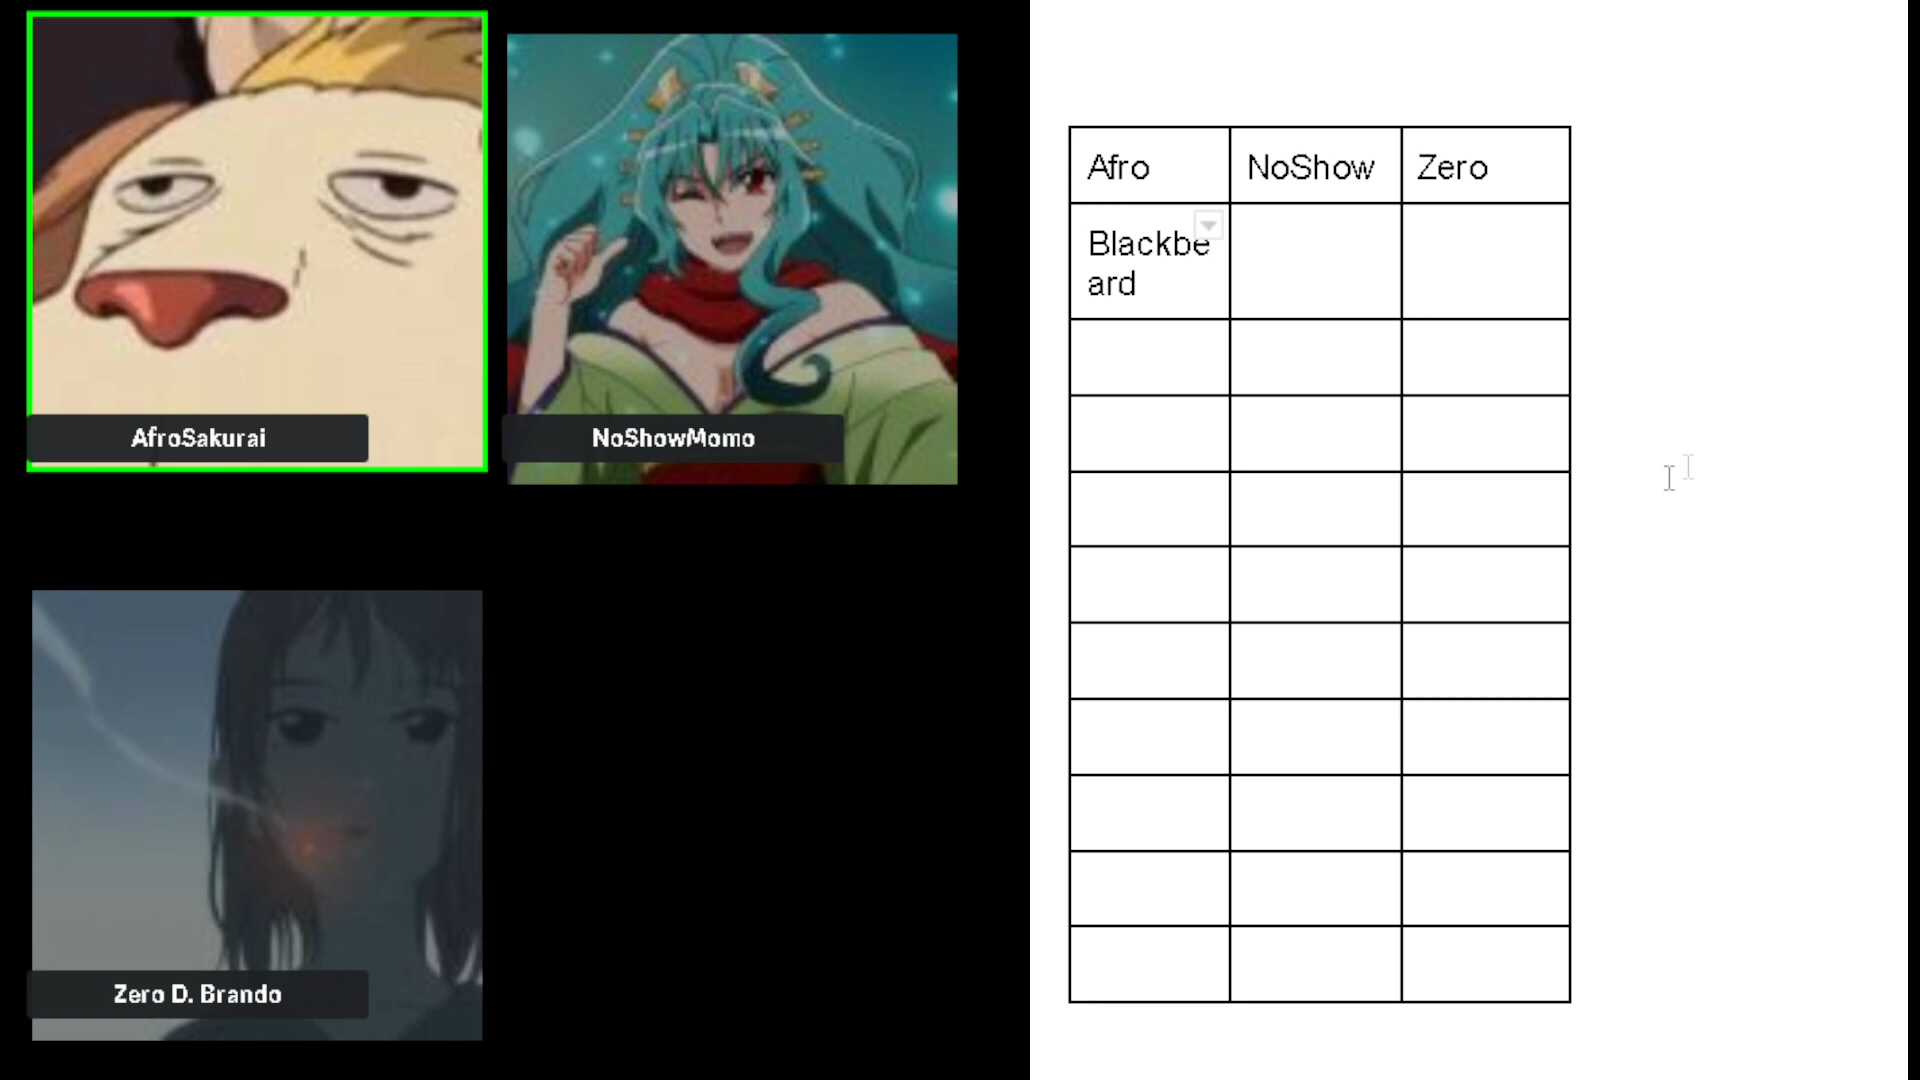 AfroSakurai
NoShowMomo
Zero D. Brando
Afro NoShow Zero
Blackbe
ard